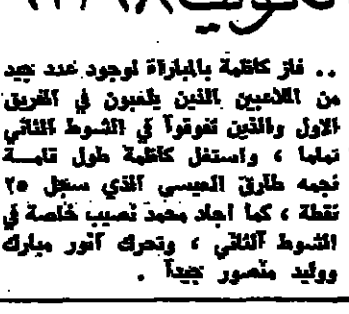 .. فاز كاظمة بالمباراة لوجود عدد جيد
من اللاعبين الذين يلعبون في الفريق
الاول والذين تفوقوا في الشوط الثاني
تماما ، واستغل كاظمة طول قامة
نجمه طارق العيسى الذي سجل ٢٥
نقطة ، كما اجاد محمد نصيب خاصة في
الشوط الثاني ، وتحرك انور مبارك
ووليد منصور جيدا .